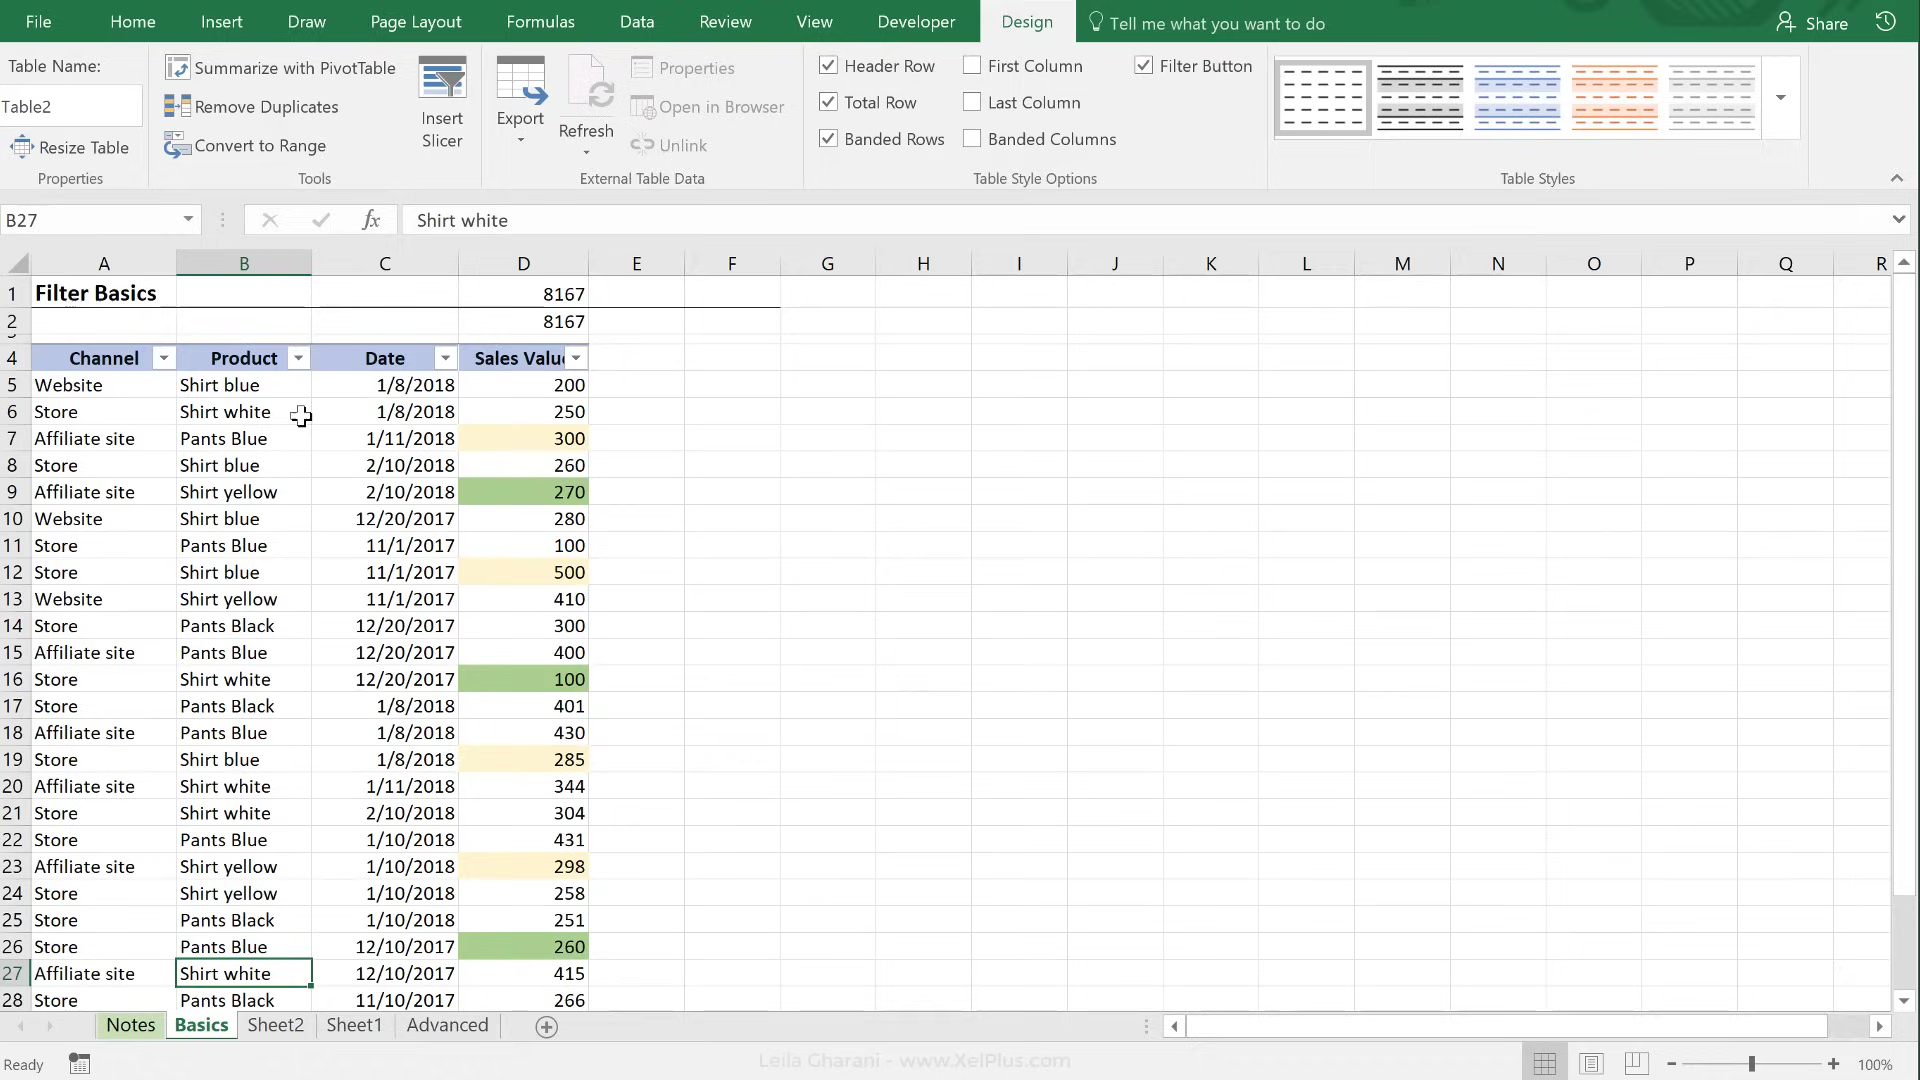 File Home Insert Draw Page Layout Formulas Data Review View Developer Design Tell me what you want to do Share
Table Name:
Table2
Resize Table
Properties
Summarize with PivotTable
Remove Duplicates
Convert to Range
Tools
Insert
Slicer
Export
Refresh
Properties
Open in Browser
Unlink
External Table Data
Header Row First Column Filter Button
Total Row Last Column
Banded Rows Banded Columns
Table Style Options
Table Styles
B27 fx Shirt white
A B C D E F G H I J K L M N O P Q R
1 Filter Basics 8167
2 8167
4 Channel Product Date Sales Valu
5 Website Shirt blue 1/8/2018 200
6 Store Shirt white 1/8/2018 250
7 Affiliate site Pants Blue 1/11/2018 300
8 Store Shirt blue 2/10/2018 260
9 Affiliate site Shirt yellow 2/10/2018 270
10 Website Shirt blue 12/20/2017 280
11 Store Pants Blue 11/1/2017 100
12 Store Shirt blue 11/1/2017 500
13 Website Shirt yellow 11/1/2017 410
14 Store Pants Black 12/20/2017 300
15 Affiliate site Pants Blue 12/20/2017 400
16 Store Shirt white 12/20/2017 100
17 Store Pants Black 1/8/2018 401
18 Affiliate site Pants Blue 1/8/2018 430
19 Store Shirt blue 1/8/2018 285
20 Affiliate site Shirt white 1/11/2018 344
21 Store Shirt white 2/10/2018 304
22 Store Pants Blue 1/10/2018 431
23 Affiliate site Shirt yellow 1/10/2018 298
24 Store Shirt yellow 1/10/2018 258
25 Store Pants Black 1/10/2018 251
26 Store Pants Blue 12/10/2017 260
27 Affiliate site Shirt white 12/10/2017 415
28 Store Pants Black 11/10/2017 266
Notes Basics Sheet2 Sheet1 Advanced
Ready Leila Gharani - www.XelPlus.com 100%